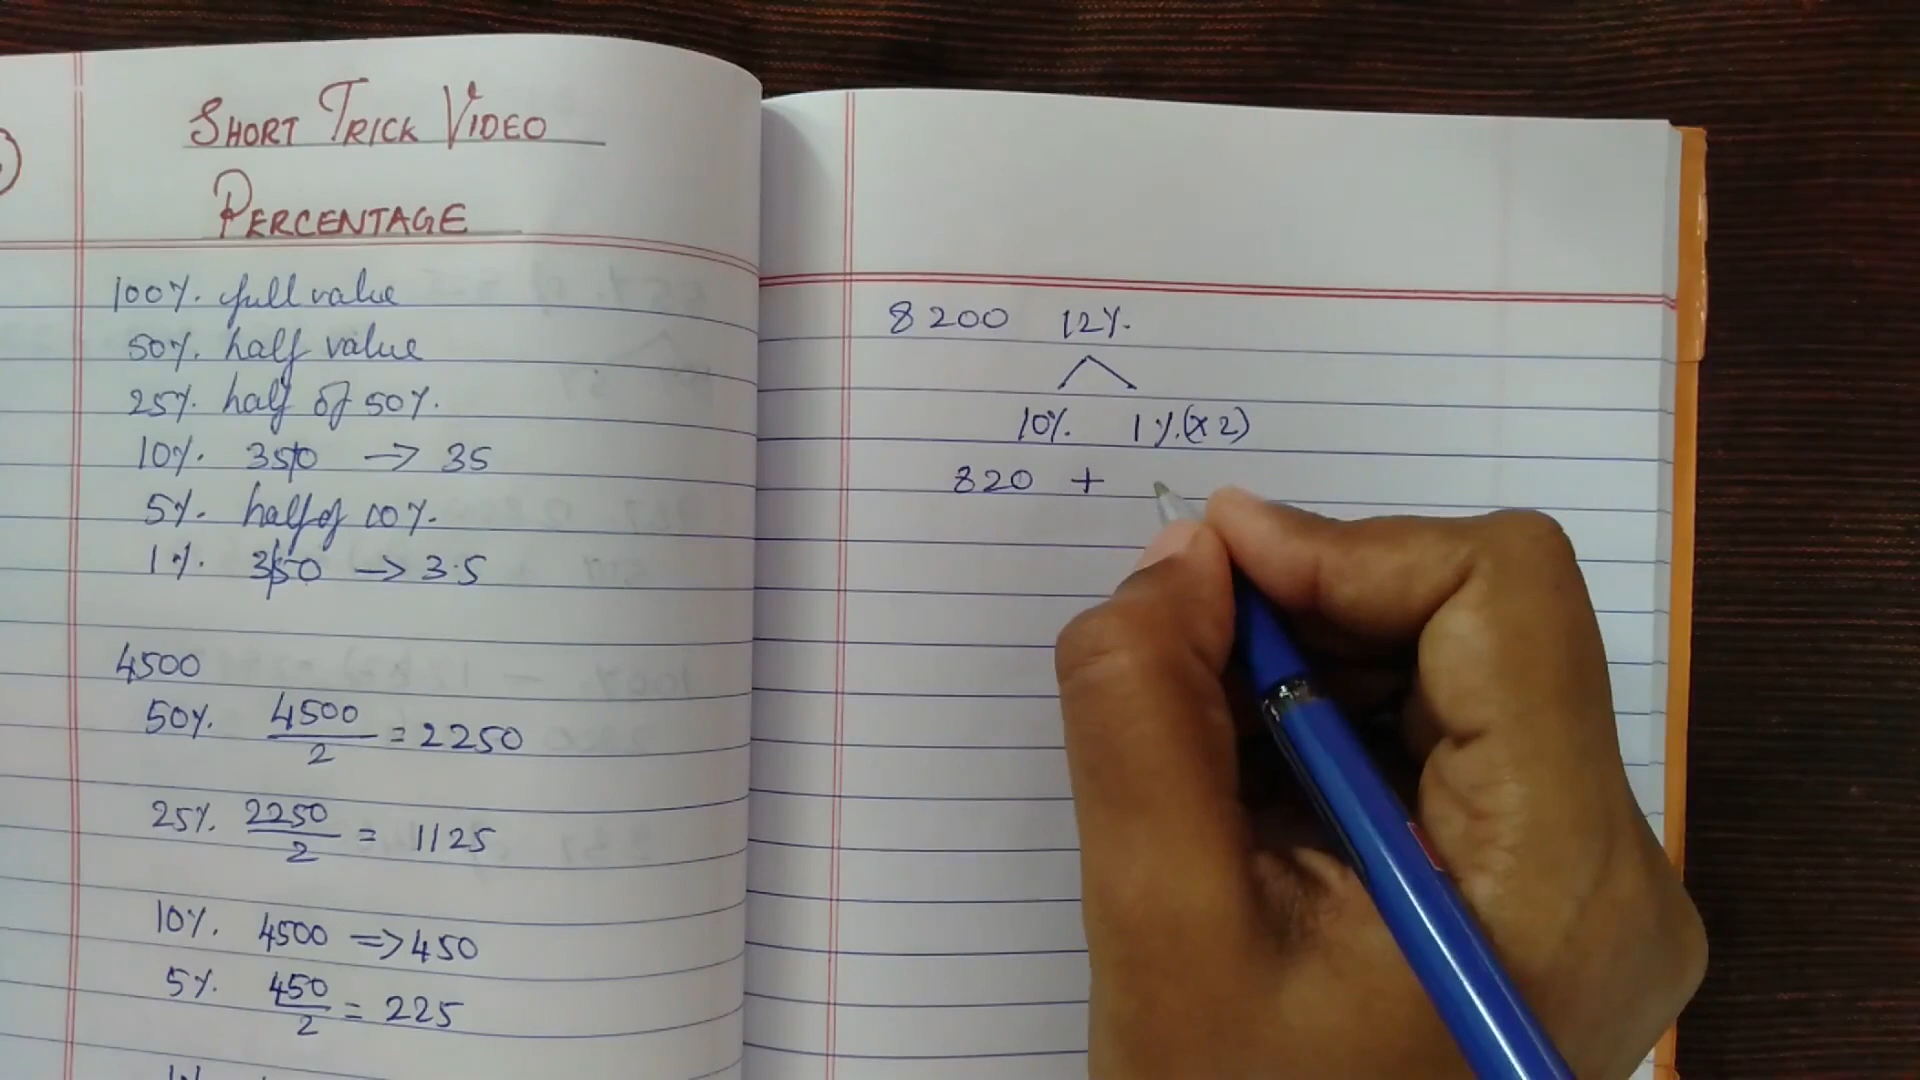 SHORT TRICK VIDEO
PERCENTAGE
100%. full value
50%. half value
25%. half of 50%.
10%. 350 → 35
5%. half of 10%.
1%. 350 → 3.5
4500
50%. 4500/2 = 2250
25%. 2250/2 = 1125
10%. 4500 => 450
5%. 450/2 = 225
8200 12%.
10%. 1%.(x2)
820 +